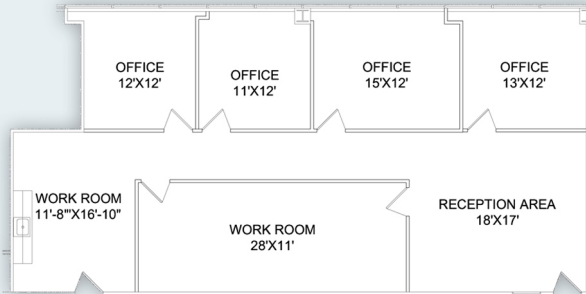 OFFICE
12'X12'
OFFICE
11'X12'
OFFICE
15'X12'
OFFICE
13'X12'
WORK ROOM
11'-8"'X16'-10"
WORK ROOM
28'X11'
RECEPTION AREA
18'X17'